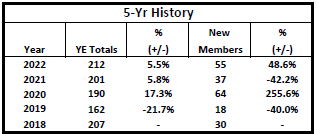 5-Yr History
% New %
Year YE Totals (+/-) Members (+/-)
2022 212 5.5% 55 48.6%
2021 201 5.8% 37 -42.2%
2020 190 17.3% 64 255.6%
2019 162 -21.7% 18 -40.0%
2018 207 - 30 -